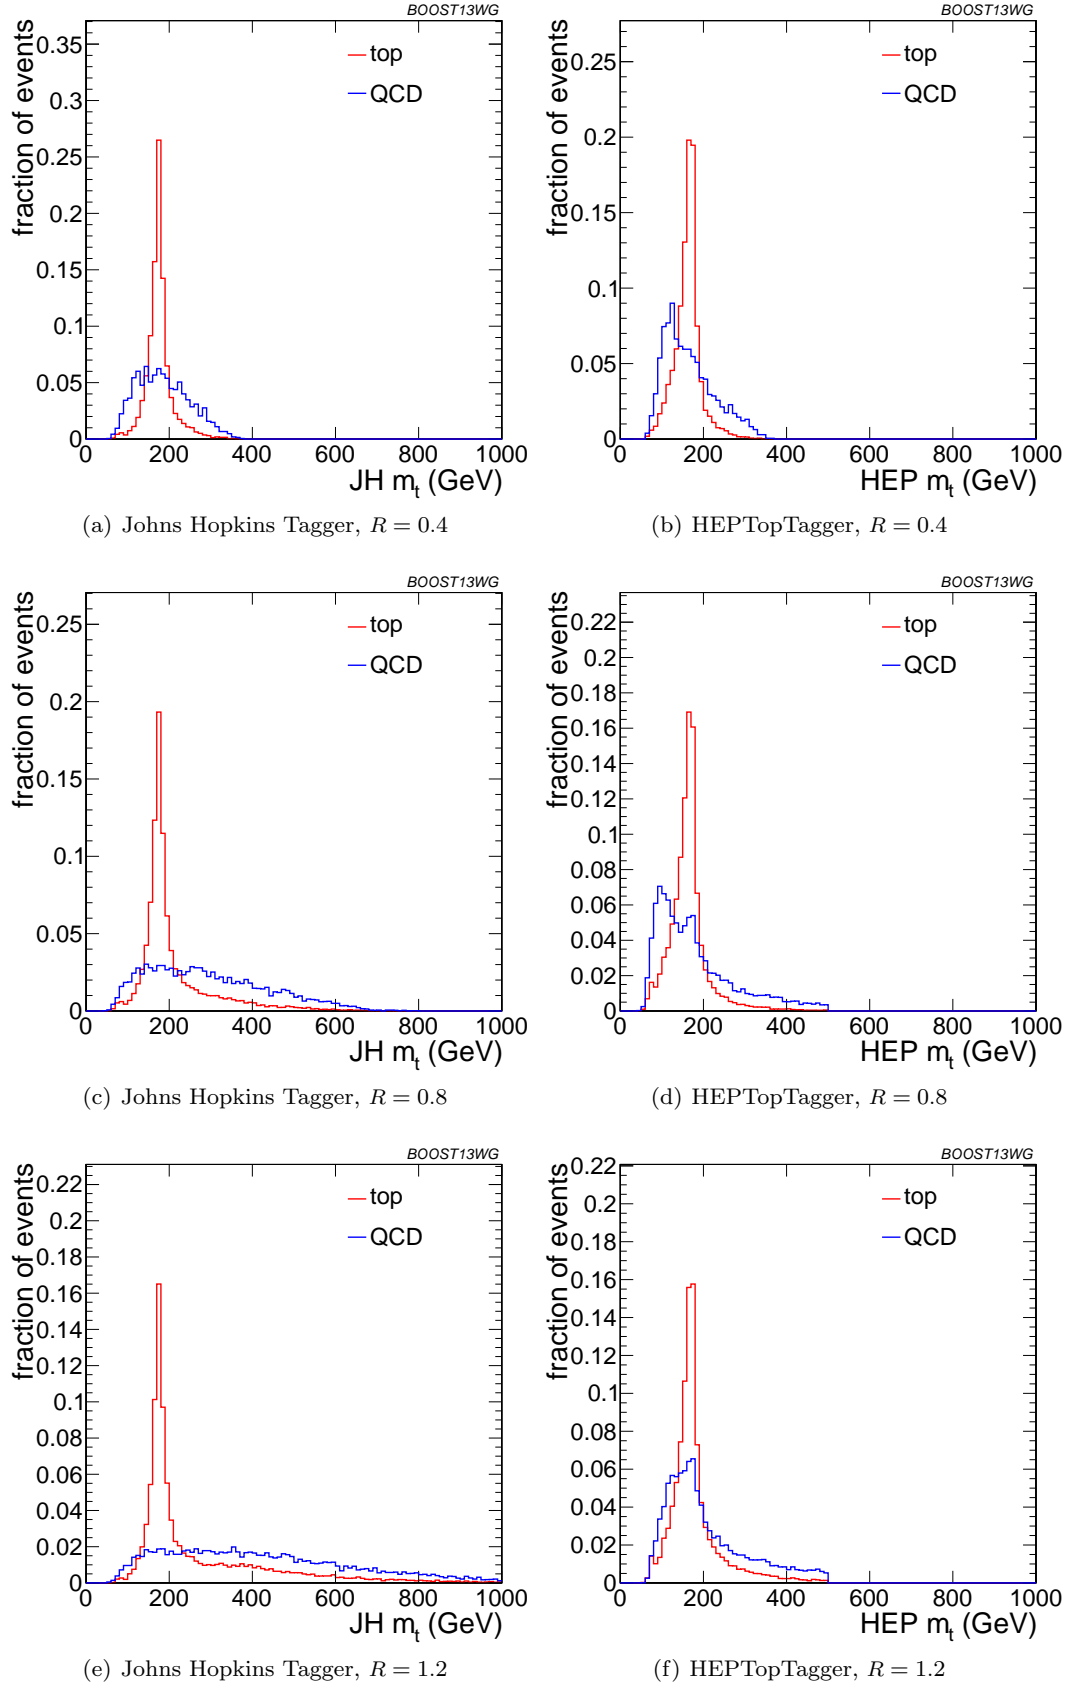 BOOST13WG
fraction of events
top
QCD
0.35
0.3
0.25
0.2
0.15
0.1
0.05
0
0 200 400 600 800 1000
JH m_t (GeV)
(a) Johns Hopkins Tagger, R = 0.4
BOOST13WG
fraction of events
top
QCD
0.25
0.2
0.15
0.1
0.05
0
0 200 400 600 800 1000
HEP m_t (GeV)
(b) HEPTopTagger, R = 0.4
BOOST13WG
fraction of events
top
QCD
0.25
0.2
0.15
0.1
0.05
0
0 200 400 600 800 1000
JH m_t (GeV)
(c) Johns Hopkins Tagger, R = 0.8
BOOST13WG
fraction of events
top
QCD
0.22
0.2
0.18
0.16
0.14
0.12
0.1
0.08
0.06
0.04
0.02
0
0 200 400 600 800 1000
HEP m_t (GeV)
(d) HEPTopTagger, R = 0.8
BOOST13WG
fraction of events
top
QCD
0.22
0.2
0.18
0.16
0.14
0.12
0.1
0.08
0.06
0.04
0.02
0
0 200 400 600 800 1000
JH m_t (GeV)
(e) Johns Hopkins Tagger, R = 1.2
BOOST13WG
fraction of events
top
QCD
0.22
0.2
0.18
0.16
0.14
0.12
0.1
0.08
0.06
0.04
0.02
0
0 200 400 600 800 1000
HEP m_t (GeV)
(f) HEPTopTagger, R = 1.2